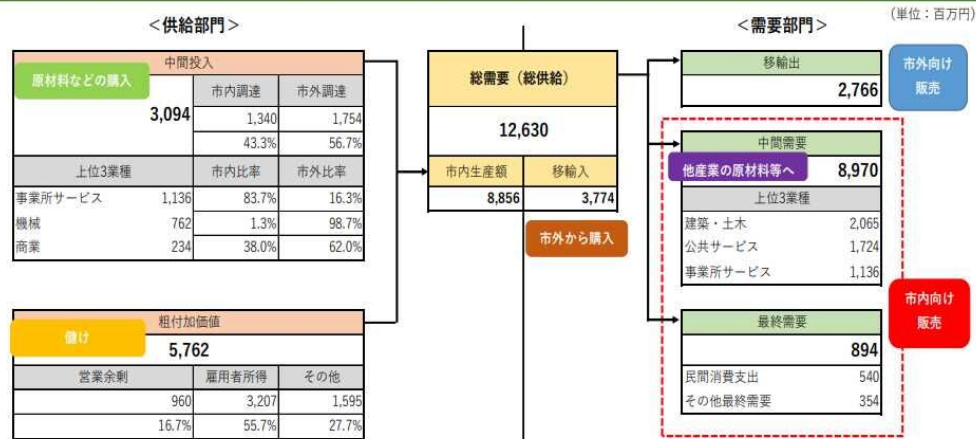 (単位：百万円)
＜供給部門＞
＜需要部門＞
中間投入
原材料などの購入
市内調達 市外調達
3,094
1,340 1,754
43.3% 56.7%
上位3業種 市内比率 市外比率
事業所サービス 1,136 83.7% 16.3%
機械 762 1.3% 98.7%
商業 234 38.0% 62.0%
粗付加価値
儲け
5,762
営業余剰 雇用者所得 その他
960 3,207 1,595
16.7% 55.7% 27.7%
総需要（総供給）
12,630
市内生産額 移輸入
8,856 3,774
市外から購入
移輸出
2,766
市外向け
販売
中間需要
他産業の原材料等へ
8,970
上位3業種
建築・土木 2,065
公共サービス 1,724
事業所サービス 1,136
市内向け
販売
最終需要
894
民間消費支出 540
その他最終需要 354